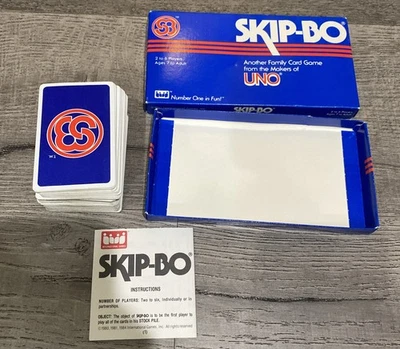 SKIP-BO®
2 to 6 Players
Ages 7 to Adult
Another Family Card Game
from the Makers of
UNO®
Number One in Fun!™
SKIP-BO®
SKIP-BO®
INSTRUCTIONS
NUMBER OF PLAYERS: Two to six, individually or in
partnerships.
OBJECT: The object of SKIP-BO is to be the first player to
play all of the cards in his STOCK PILE.